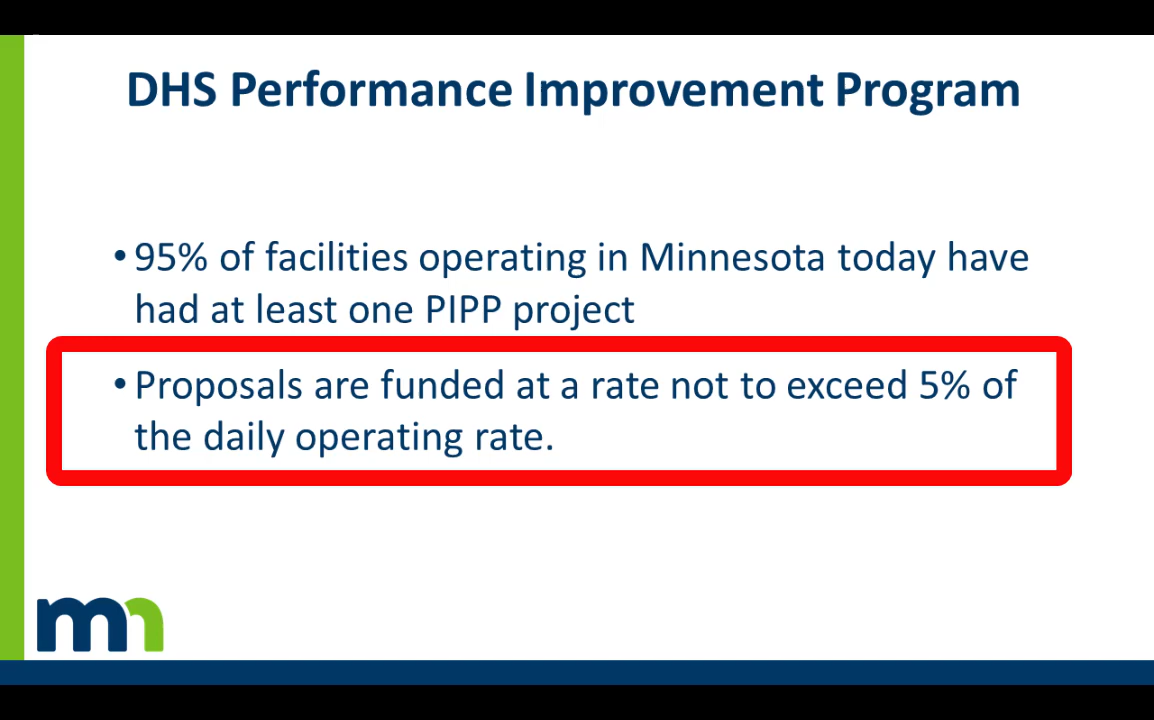 DHS Performance Improvement Program
• 95% of facilities operating in Minnesota today have
had at least one PIPP project
• Proposals are funded at a rate not to exceed 5% of
the daily operating rate.
mn